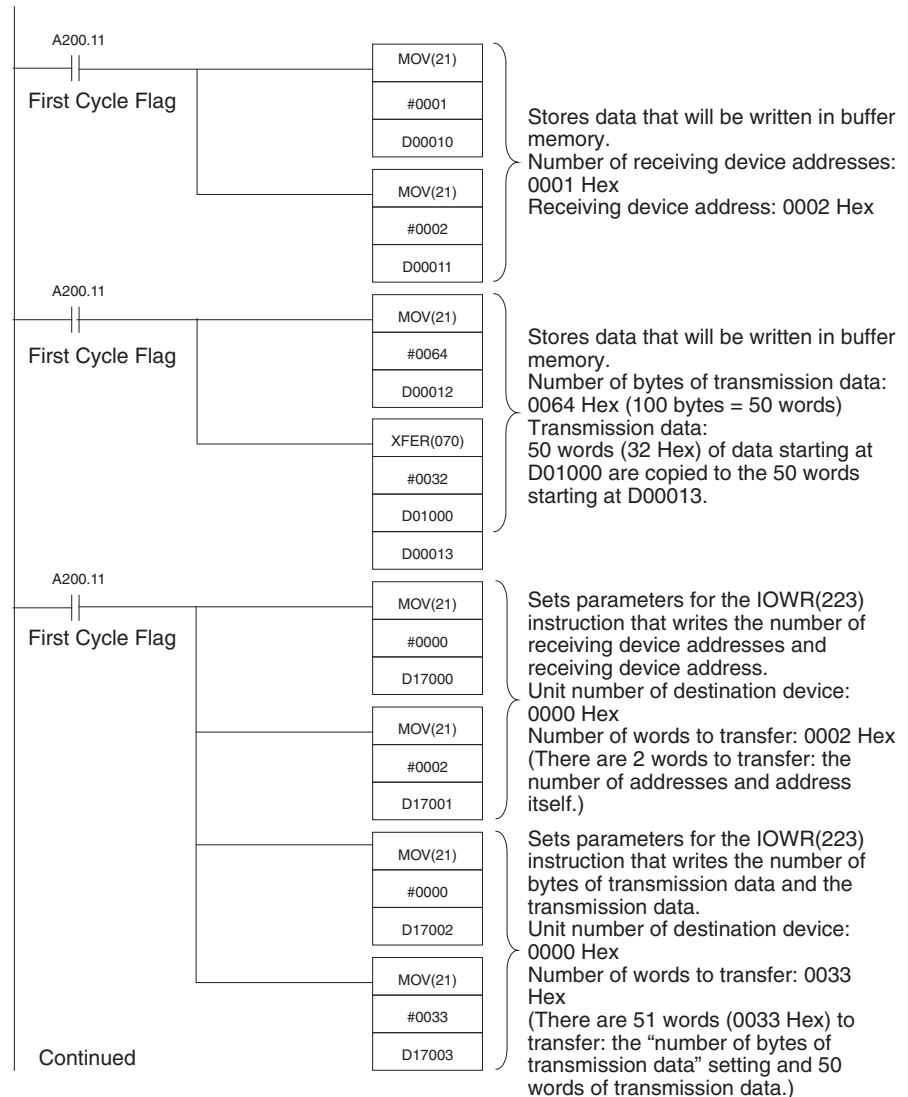 A200.11
First Cycle Flag
MOV(21)
#0001
D00010
MOV(21)
#0002
D00011
Stores data that will be written in buffer
memory.
Number of receiving device addresses:
0001 Hex
Receiving device address: 0002 Hex
A200.11
First Cycle Flag
MOV(21)
#0064
D00012
XFER(070)
#0032
D01000
D00013
Stores data that will be written in buffer
memory.
Number of bytes of transmission data:
0064 Hex (100 bytes = 50 words)
Transmission data:
50 words (32 Hex) of data starting at
D01000 are copied to the 50 words
starting at D00013.
A200.11
First Cycle Flag
MOV(21)
#0000
D17000
MOV(21)
#0002
D17001
Sets parameters for the IOWR(223)
instruction that writes the number of
receiving device addresses and
receiving device address.
Unit number of destination device:
0000 Hex
Number of words to transfer: 0002 Hex
(There are 2 words to transfer: the
number of addresses and address
itself.)
MOV(21)
#0000
D17002
MOV(21)
#0033
D17003
Sets parameters for the IOWR(223)
instruction that writes the number of
bytes of transmission data and the
transmission data.
Unit number of destination device:
0000 Hex
Number of words to transfer: 0033
Hex
(There are 51 words (0033 Hex) to
transfer: the “number of bytes of
transmission data” setting and 50
words of transmission data.)
Continued